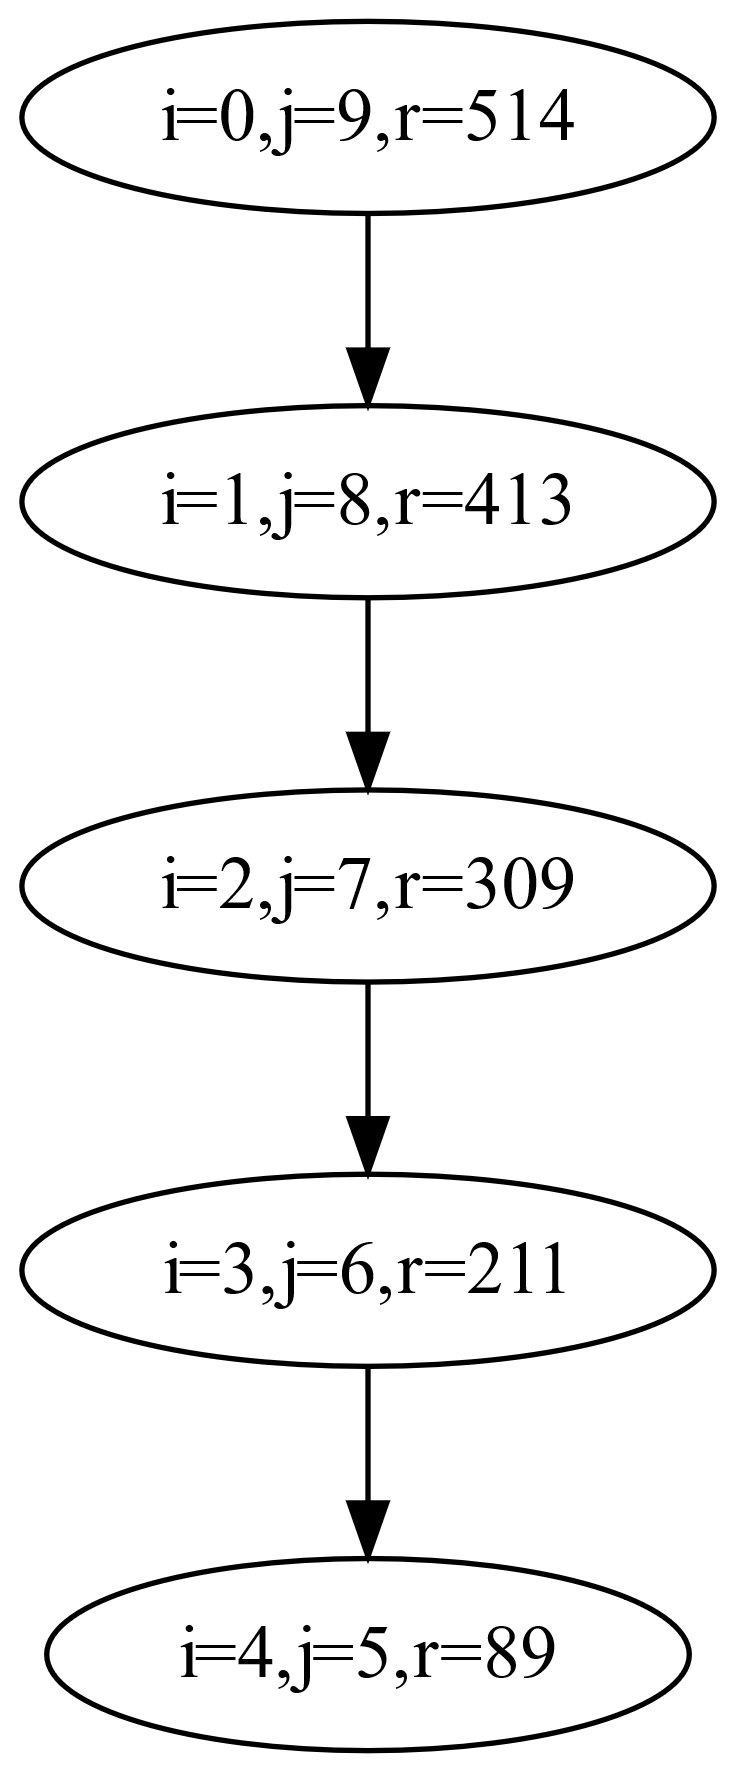 i=0,j=9,r=514
i=1,j=8,r=413
i=2,j=7,r=309
i=3,j=6,r=211
i=4,j=5,r=89